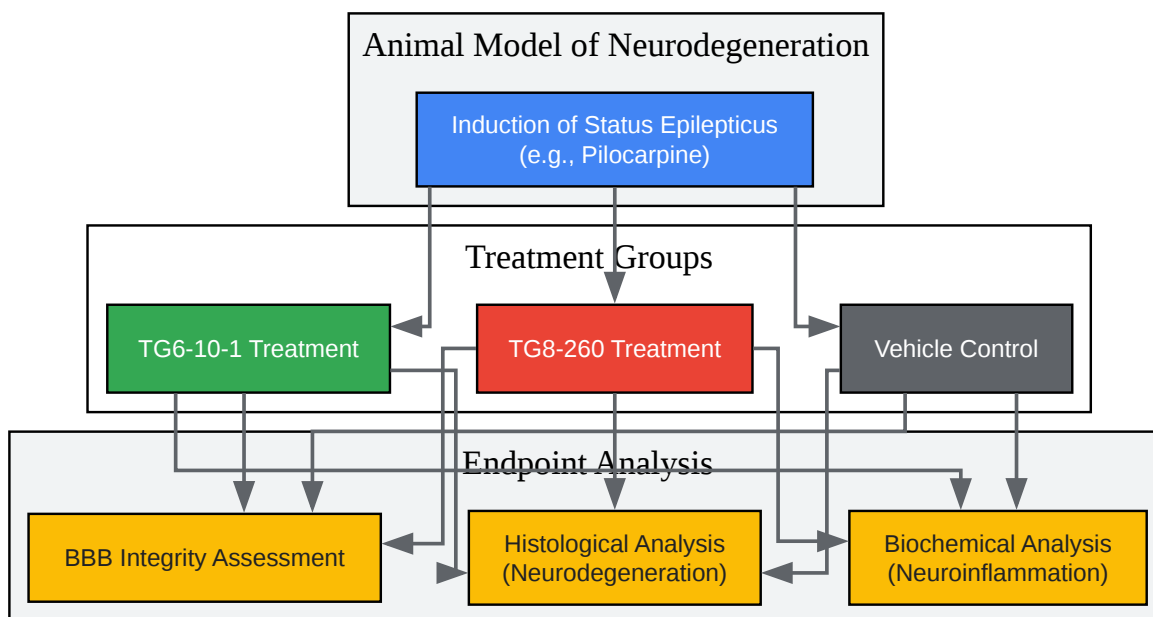 Animal Model of Neurodegeneration
Induction of Status Epilepticus
(e.g., Pilocarpine)
Treatment Groups
TG6-10-1 Treatment
TG8-260 Treatment
Vehicle Control
Endpoint Analysis
BBB Integrity Assessment
Histological Analysis
(Neurodegeneration)
Biochemical Analysis
(Neuroinflammation)